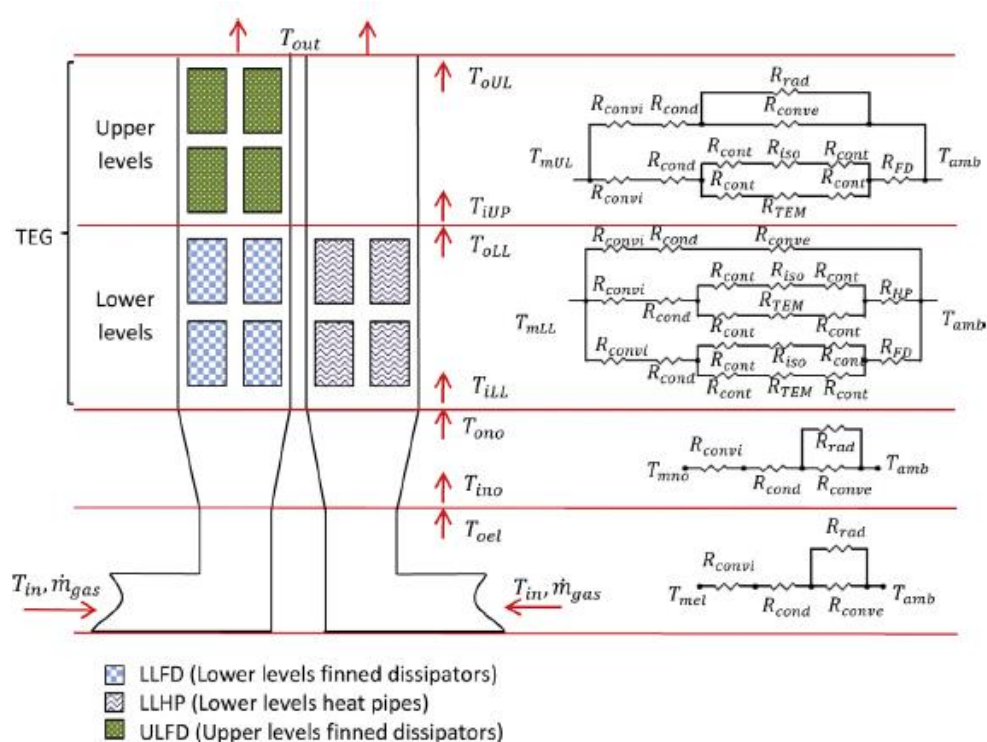 T_out
T_oUL
Upper
levels
T_iUP
TEG
T_oLL
Lower
levels
T_iLL
T_ono
T_ino
T_oel
T_in, ṁ_gas
T_in, ṁ_gas
R_rad
R_convi R_cond R_conve
R_cont R_iso R_cont
T_mUL R_cond R_FD T_amb
R_convi R_cont R_cont
R_TEM
R_convi R_cond R_conve
R_cont R_iso R_cont
R_convi R_HP
R_cond R_TEM
T_mLL R_cont R_cont T_amb
R_convi R_cont R_iso R_cont R_FD
R_cond
R_cont R_TEM R_cont
R_convi R_rad
T_mno T_amb
R_cond R_conve
R_rad
R_convi
T_mel T_amb
R_cond R_conve
LLFD (Lower levels finned dissipators)
LLHP (Lower levels heat pipes)
ULFD (Upper levels finned dissipators)